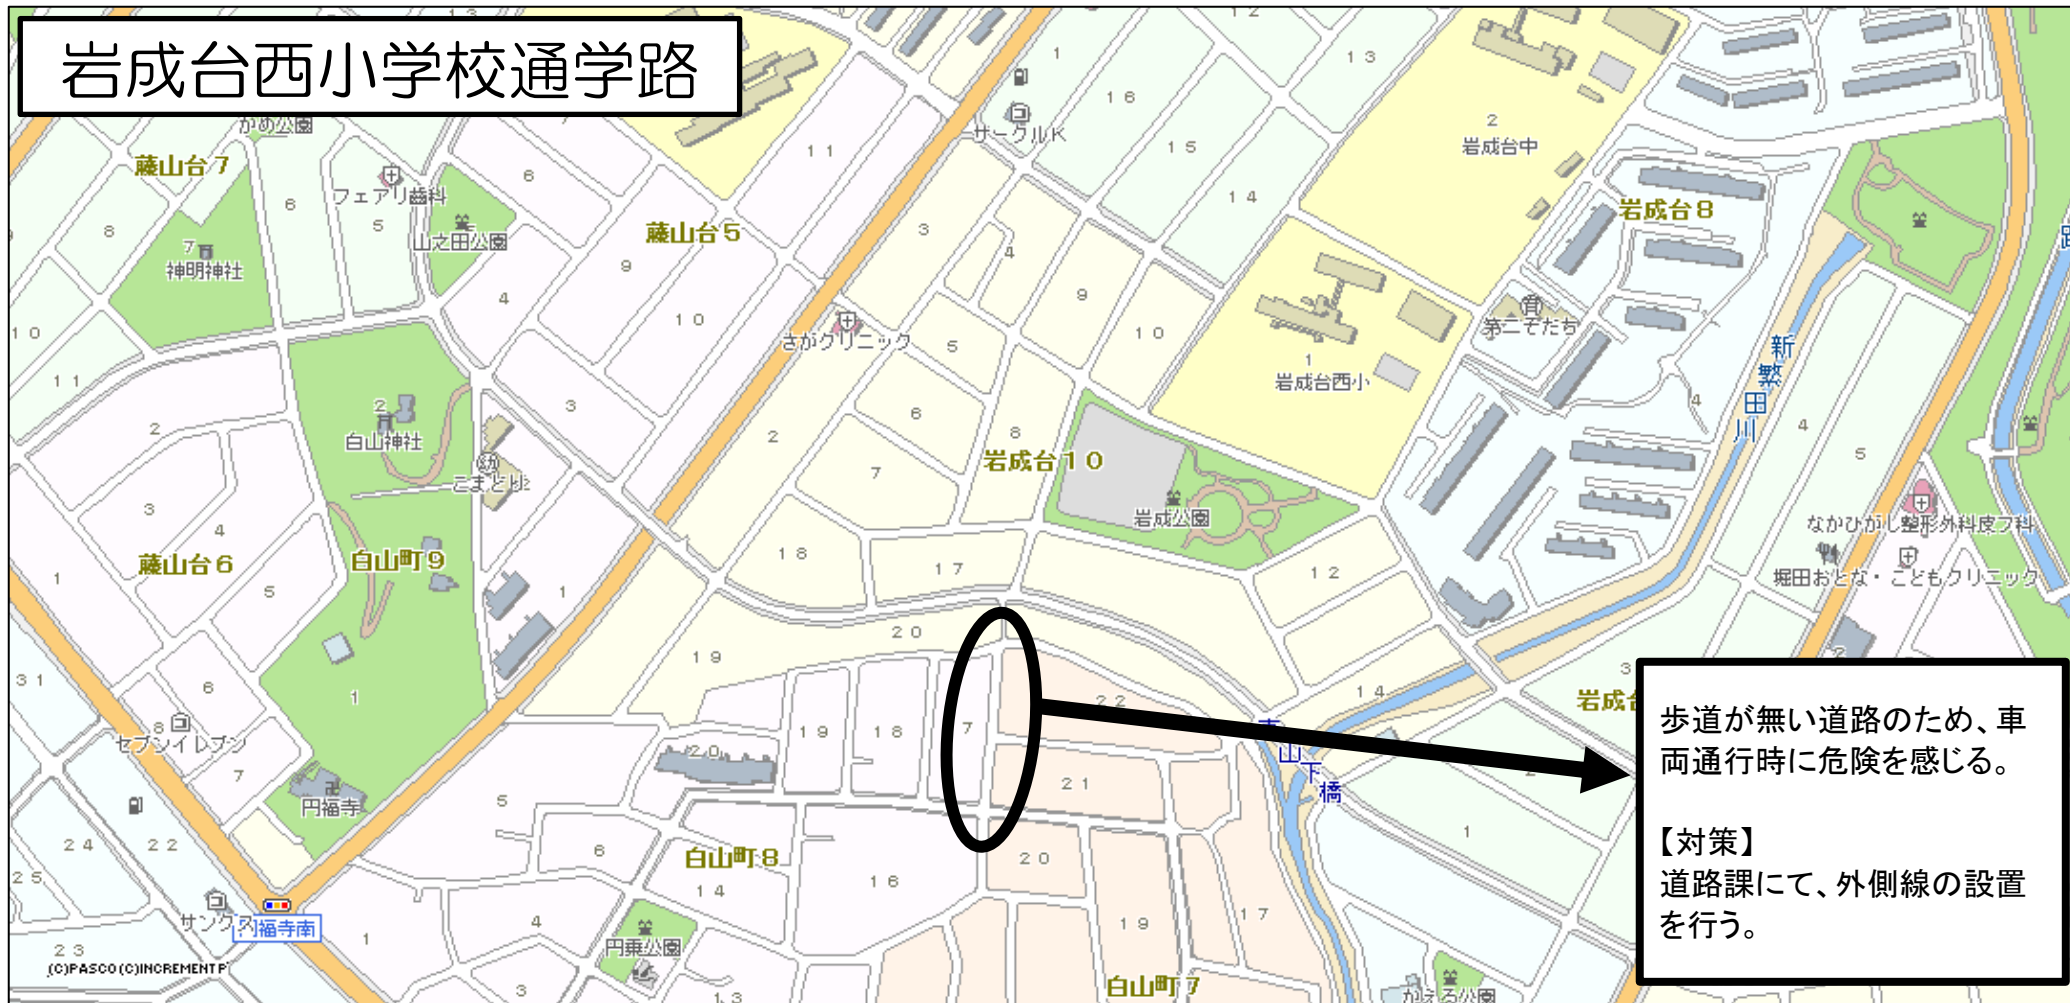 岩成台西小学校通学路
かめ公園
藤山台7
フェアリ歯科
山之田公園
神明神社
藤山台5
サークルK
岩成台中
岩成台8
さがクリニック
岩成台西小
第二そだち
新繁田川
白山神社
こまどり
岩成台10
岩成公園
なかひがし整形外科皮フ科
堀田おとな・こどもクリニック
藤山台6
白山町9
セブンイレブン
円福寺
東山下橋
岩成台
白山町8
サンクス
円福寺南
円乗公園
白山町7
かえる公園
(C)PASCO (C)INCREMENT P
歩道が無い道路のため、車
両通行時に危険を感じる。
【対策】
道路課にて、外側線の設置
を行う。